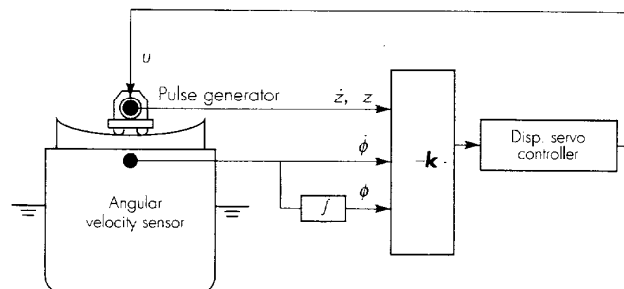 u
Pulse generator
ż, z
ϕ̇
-k
Disp. servo
controller
Angular
velocity sensor
∫
ϕ